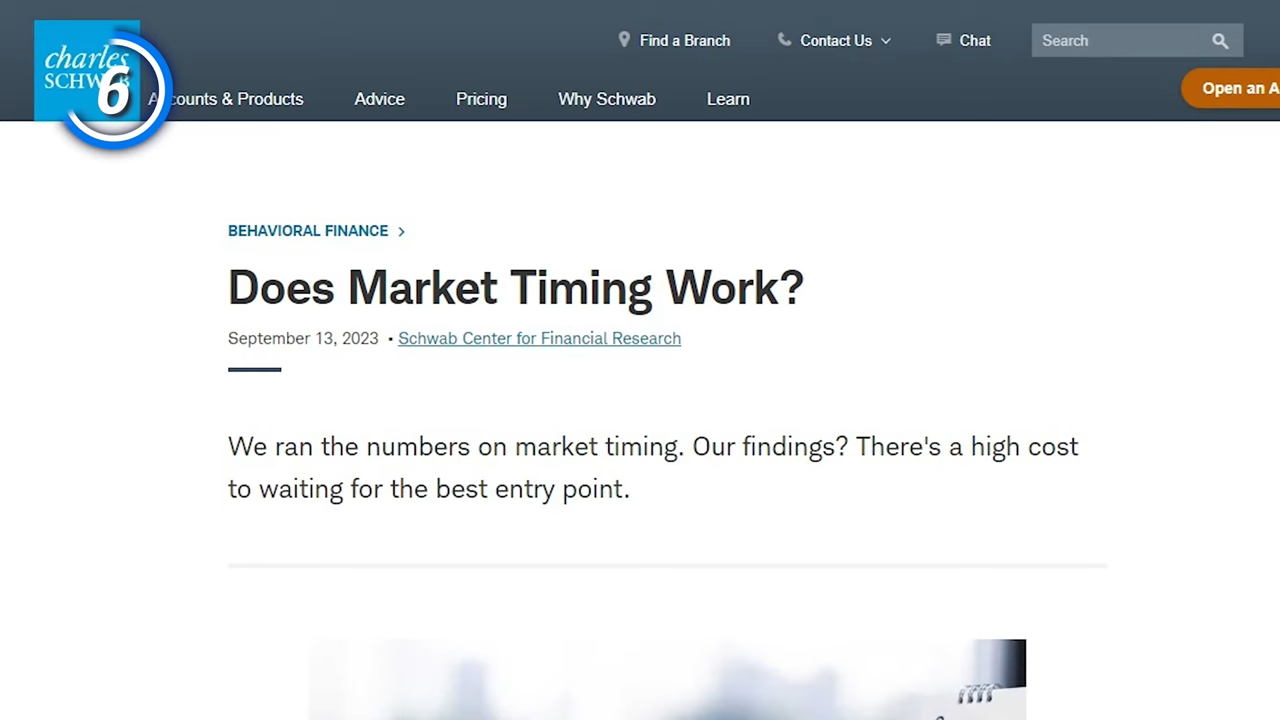 Find a Branch
Contact Us
Chat
Search
charles
SCHWAB
6
Accounts & Products
Advice
Pricing
Why Schwab
Learn
Open an A
BEHAVIORAL FINANCE >
Does Market Timing Work?
September 13, 2023 • Schwab Center for Financial Research
We ran the numbers on market timing. Our findings? There's a high cost
to waiting for the best entry point.